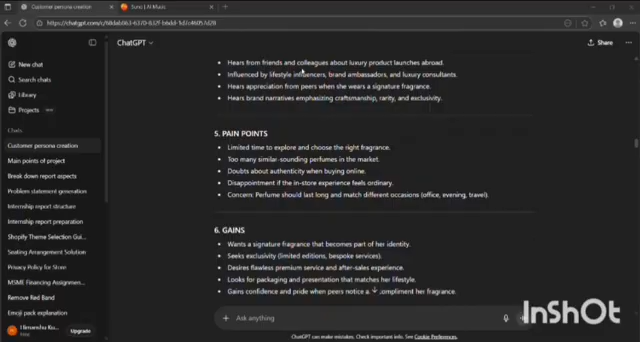 Customer persona creation
Suno | AI Music
ChatGPT
Share
New chat
Search chats
Library
Projects
Chats
Customer persona creation
Main points of project
Break down report aspects
Problem statement generation
Internship report structure
Internship report preparation
Shopify Theme Selection Gui...
Seating Arrangement Solution
Privacy Policy for Store
MSME Financing Assignmen...
Remove Red Band
Emoji pack explanation
Himanshu Ko...
Upgrade
• Hears from friends and colleagues about luxury product launches abroad.
• Influenced by lifestyle influencers, brand ambassadors, and luxury consultants.
• Hears appreciation from peers when she wears a signature fragrance.
• Hears brand narratives emphasizing craftsmanship, rarity, and exclusivity.
5. PAIN POINTS
• Limited time to explore and choose the right fragrance.
• Too many similar-sounding perfumes in the market.
• Doubts about authenticity when buying online.
• Disappointment if the in-store experience feels ordinary.
• Concern: Perfume should last long and match different occasions (office, evening, travel).
6. GAINS
• Wants a signature fragrance that becomes part of her identity.
• Seeks exclusivity (limited editions, bespoke services).
• Desires flawless premium service and after-sales experience.
• Looks for packaging and presentation that matches her lifestyle.
• Gains confidence and pride when peers notice a compliment her fragrance.
Ask anything
ChatGPT can make mistakes. Check important info. See Cookie Preferences.
InShOt